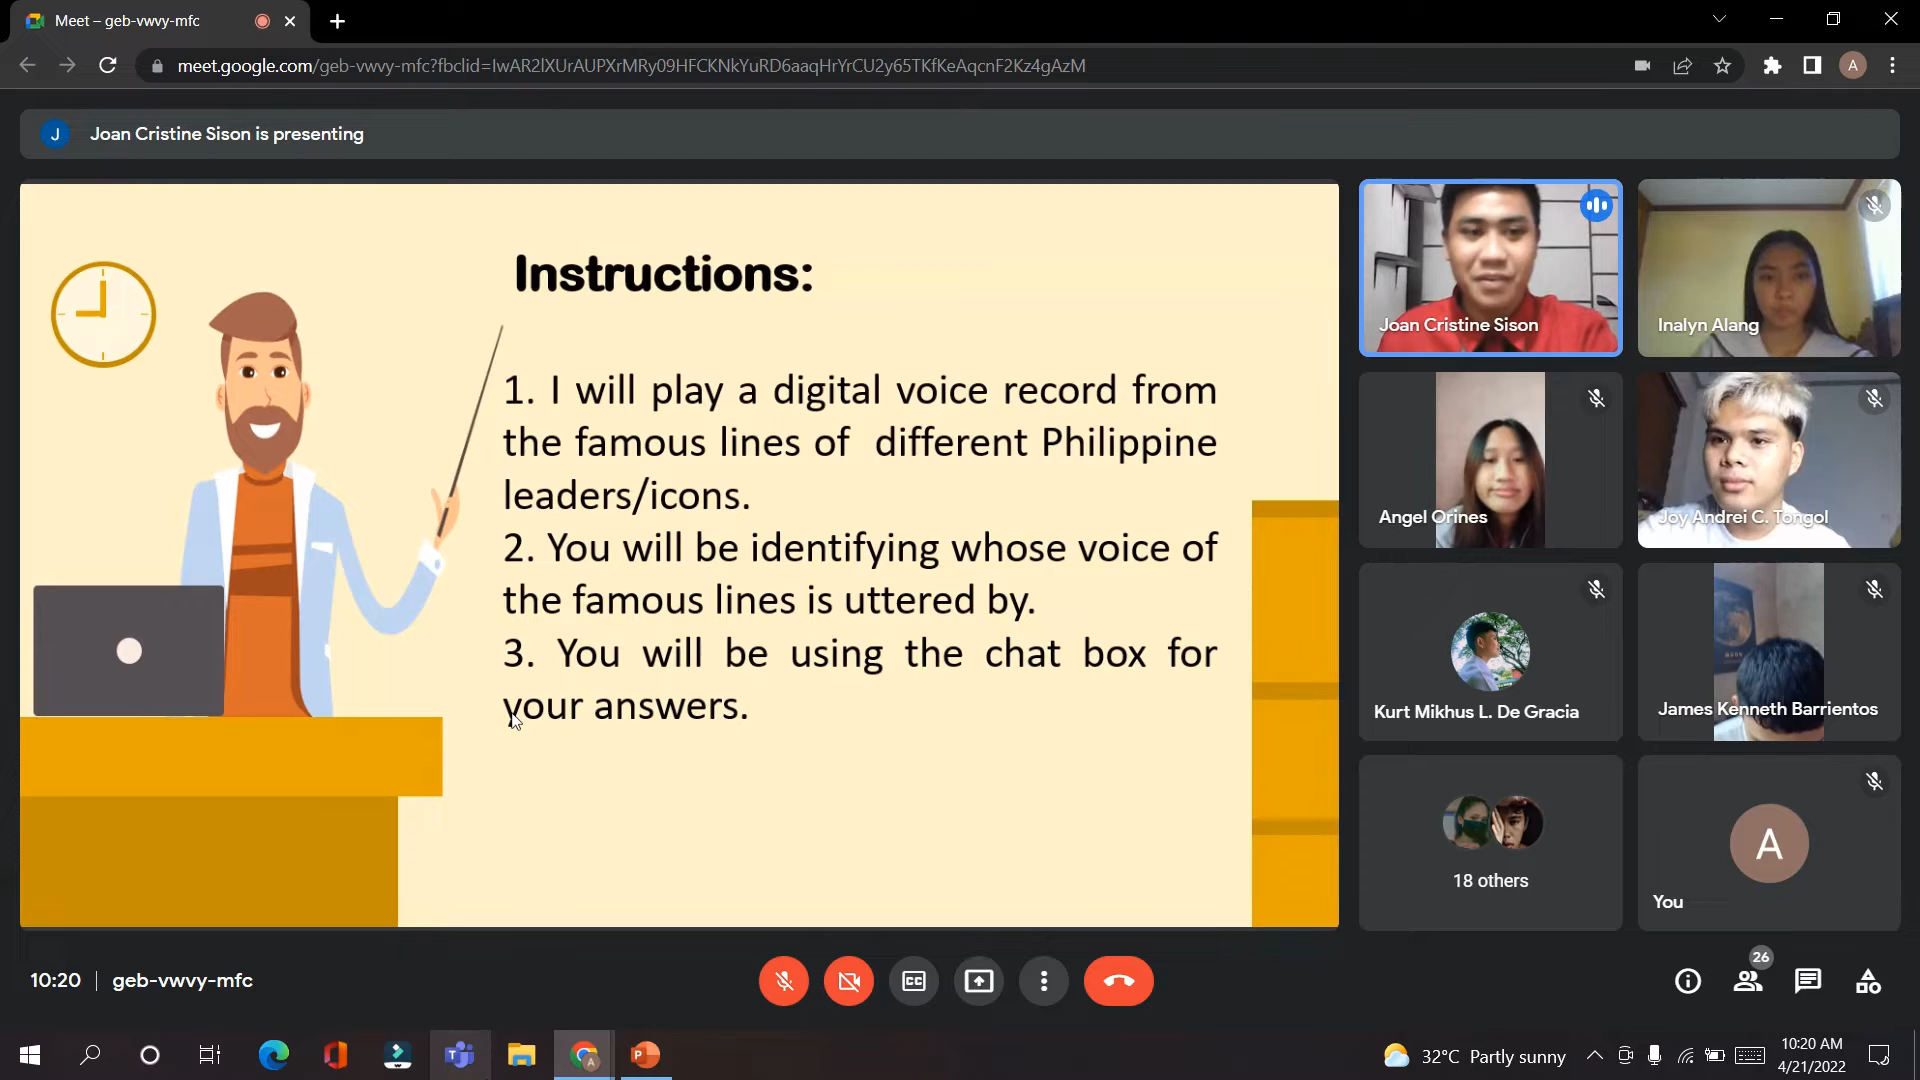 Meet – geb-vwvy-mfc
meet.google.com/geb-vwvy-mfc?fbclid=IwAR2lXUrAUPXrMRy09HFCKNkYuRD6aaqHrYrCU2y65TKfKeAqcnF2Kz4gAzM
A
J
Joan Cristine Sison is presenting
Instructions:
1. I will play a digital voice record from
the famous lines of different Philippine
leaders/icons.
2. You will be identifying whose voice of
the famous lines is uttered by.
3. You will be using the chat box for
your answers.
Joan Cristine Sison
Inalyn Alang
Angel Orines
Joy Andrei C. Tongol
Kurt Mikhus L. De Gracia
James Kenneth Barrientos
18 others
A
You
10:20 | geb-vwvy-mfc
CC
26
32°C Partly sunny
10:20 AM
4/21/2022